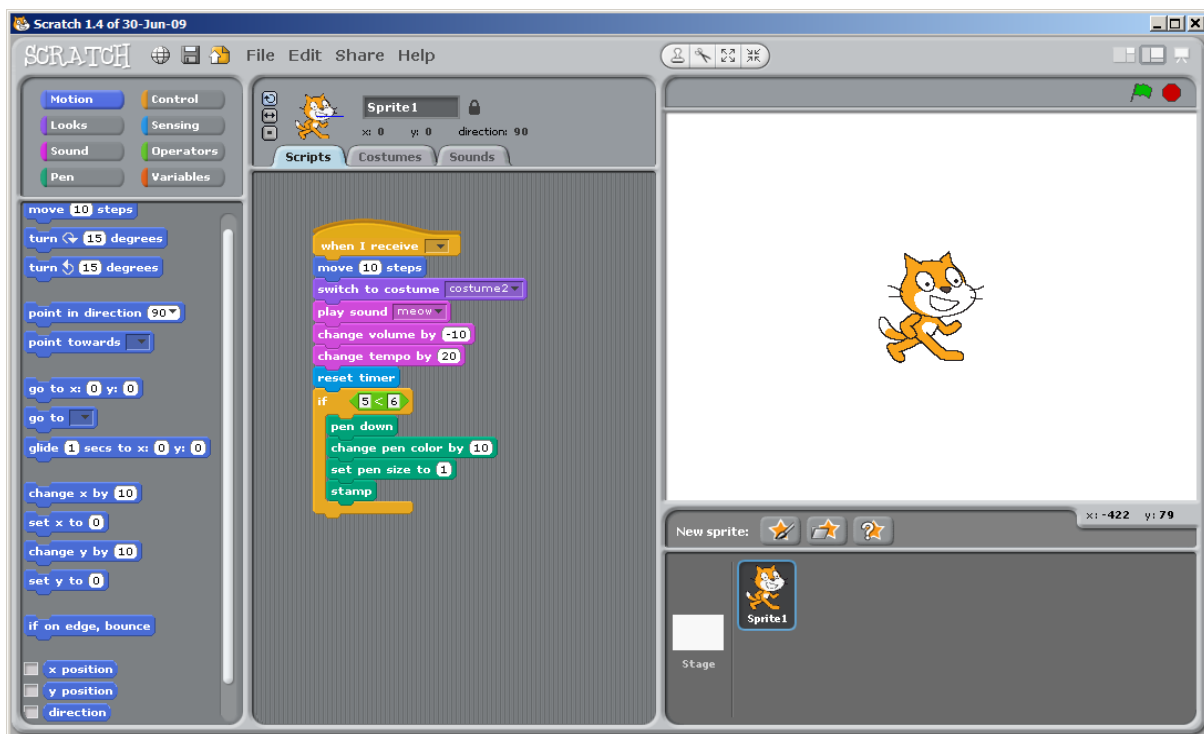 Scratch 1.4 of 30-Jun-09
SCRATCH File Edit Share Help
Motion Control
Looks Sensing
Sound Operators
Pen Variables
move 10 steps
turn 15 degrees
turn 15 degrees
point in direction 90
point towards
go to x: 0 y: 0
go to
glide 1 secs to x: 0 y: 0
change x by 10
set x to 0
change y by 10
set y to 0
if on edge, bounce
x position
y position
direction
Sprite1
x: 0 y: 0 direction: 90
Scripts Costumes Sounds
when I receive
move 10 steps
switch to costume costume2
play sound meow
change volume by -10
change tempo by 20
reset timer
if 5 < 6
pen down
change pen color by 10
set pen size to 1
stamp
x: -422 y: 79
New sprite:
Sprite1
Stage